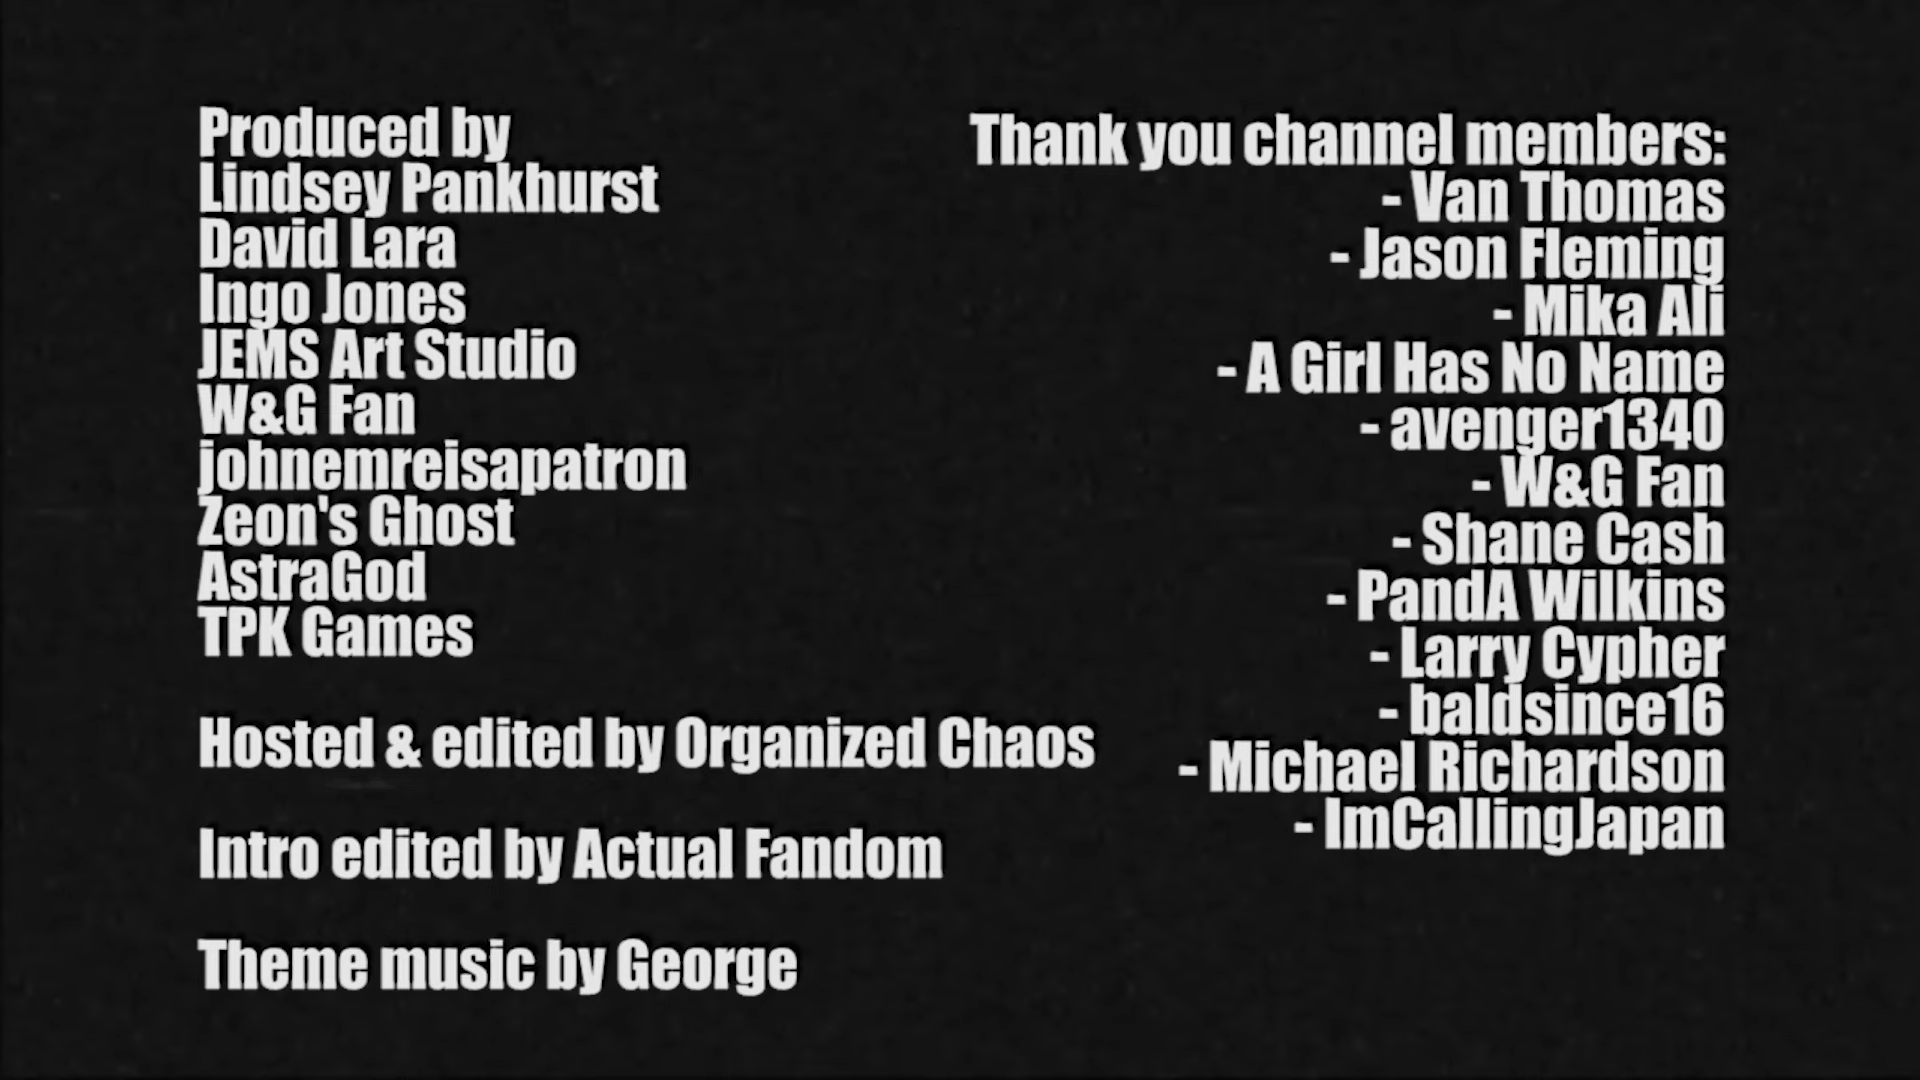 Produced by
Lindsey Pankhurst
David Lara
Ingo Jones
JEMS Art Studio
W&G Fan
johnemreisapatron
Zeon's Ghost
AstraGod
TPK Games
Hosted & edited by Organized Chaos
Intro edited by Actual Fandom
Theme music by George
Thank you channel members:
- Van Thomas
- Jason Fleming
- Mika Ali
- A Girl Has No Name
- avenger1340
- W&G Fan
- Shane Cash
- PandA Wilkins
- Larry Cypher
- baldsince16
- Michael Richardson
- ImCallingJapan